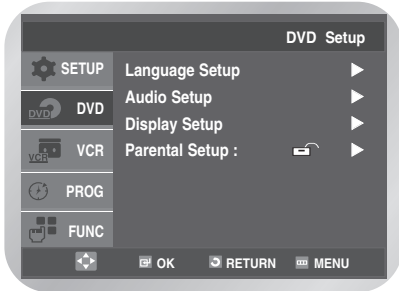 DVD Setup
SETUP
DVD
VCR
PROG
FUNC
Language Setup
Audio Setup
Display Setup
Parental Setup :
DVD
VCR
OK RETURN MENU